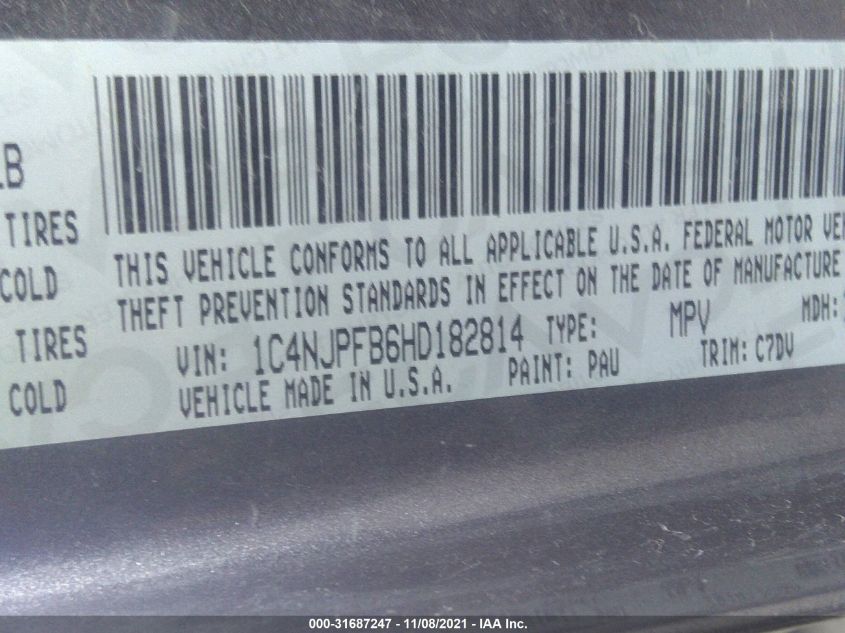 LB
TIRES
COLD
TIRES
COLD
THIS VEHICLE CONFORMS TO ALL APPLICABLE U.S.A. FEDERAL MOTOR VEH
THEFT PREVENTION STANDARDS IN EFFECT ON THE DATE OF MANUFACTURE
VIN: 1C4NJPFB6HD182814 TYPE: MPV MDH:
VEHICLE MADE IN U.S.A. PAINT: PAU TRIM: C7DV
000-31687247 - 11/08/2021 - IAA Inc.